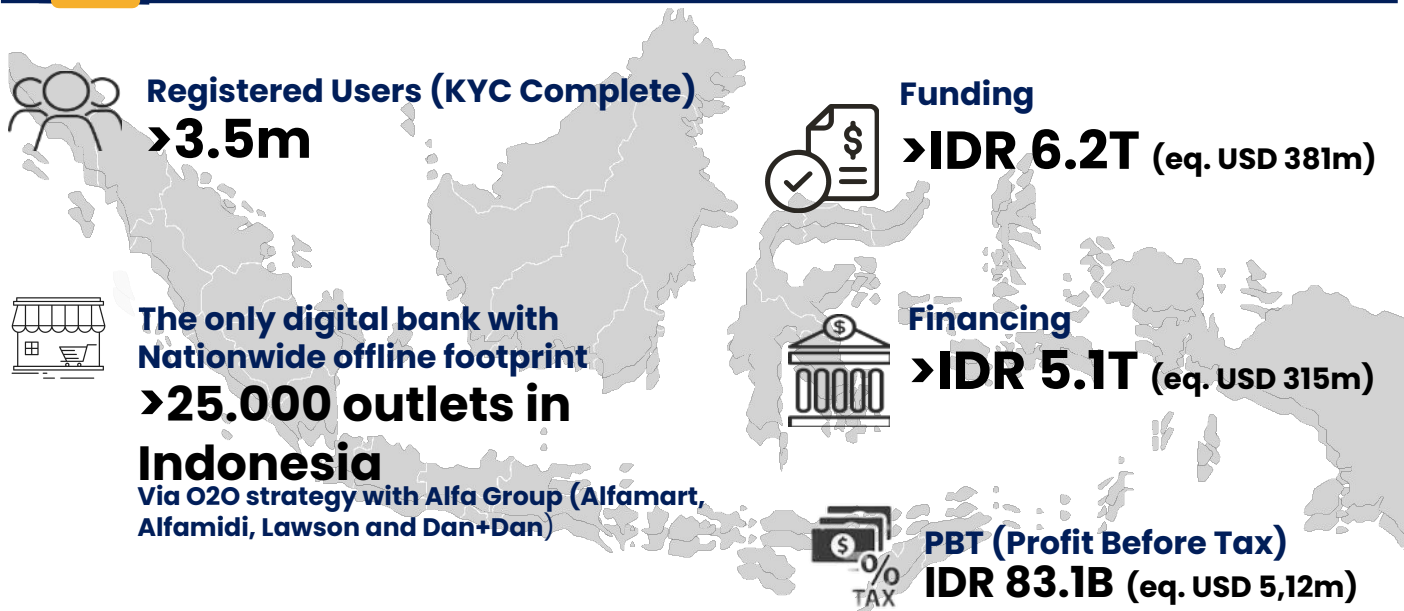 Registered Users (KYC Complete)
>3.5m
The only digital bank with
Nationwide offline footprint
>25.000 outlets in
Indonesia
Via O2O strategy with Alfa Group (Alfamart,
Alfamidi, Lawson and Dan+Dan)
Funding
>IDR 6.2T (eq. USD 381m)
Financing
>IDR 5.1T (eq. USD 315m)
TAX
PBT (Profit Before Tax)
IDR 83.1B (eq. USD 5,12m)